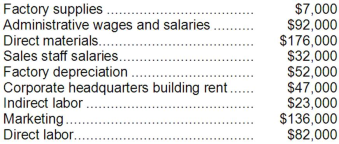 Factory supplies ................................. $7,000
Administrative wages and salaries .......... $92,000
Direct materials................................... $176,000
Sales staff salaries............................... $32,000
Factory depreciation ............................ $52,000
Corporate headquarters building rent...... $47,000
Indirect labor ...................................... $23,000
Marketing.......................................... $136,000
Direct labor........................................ $82,000